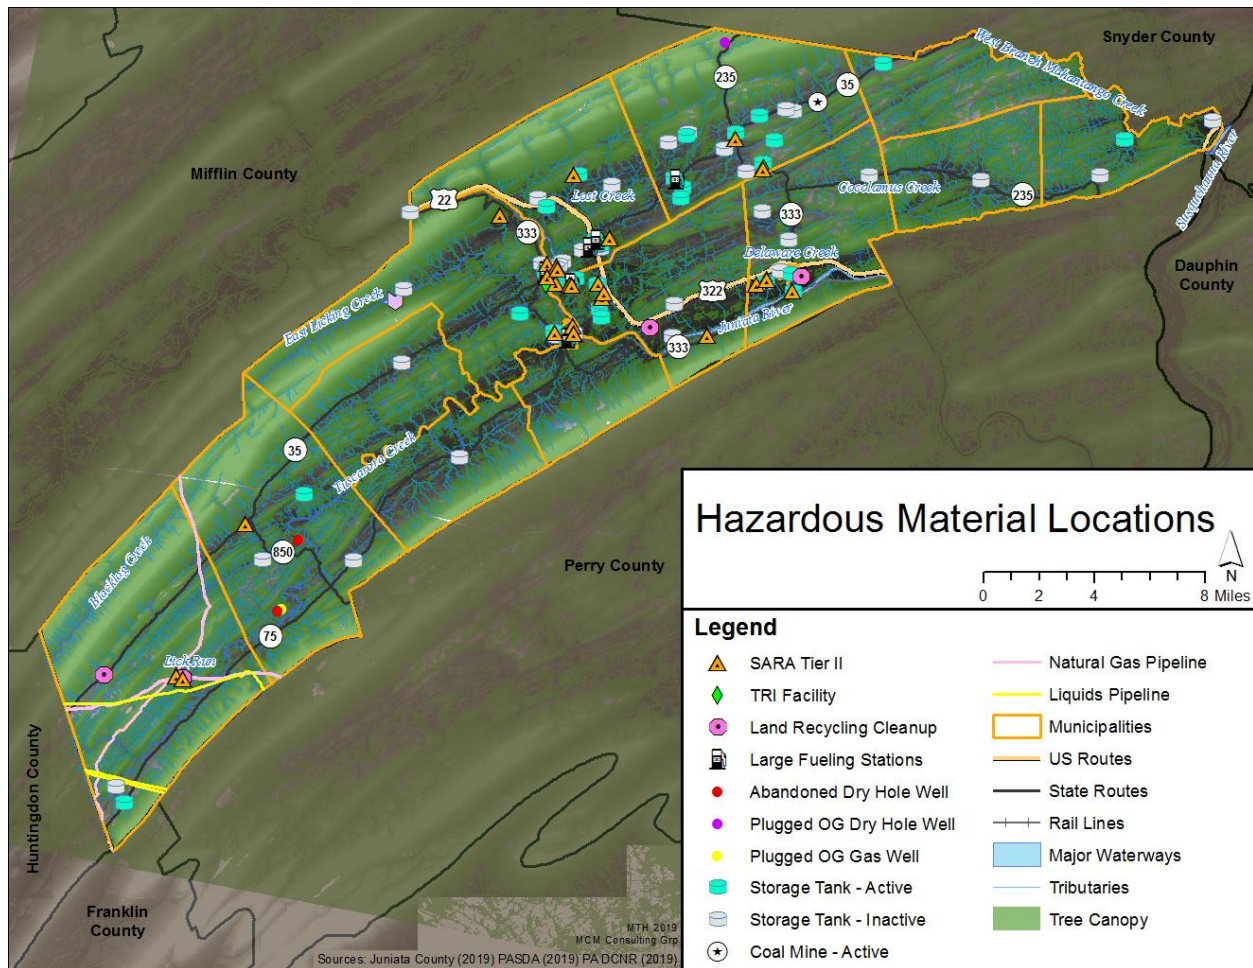 Snyder County
West Branch Mahantango Creek
235
35
Mifflin County
Lost Creek
22
Cocolamus Creek
235
Susquehanna River
333
333
Delaware Creek
Dauphin
County
322
East Licking Creek
Juniata River
333
35
Tuscarora Creek
850
Perry County
Blacklog Creek
75
Lick Run
Huntingdon County
Franklin
County
MTH 2019
MCM Consulting Grp
Sources: Juniata County (2019) PASDA (2019) PA DCNR (2019)
Hazardous Material Locations
N
0 2 4 8 Miles
Legend
SARA Tier II
TRI Facility
Land Recycling Cleanup
Large Fueling Stations
Abandoned Dry Hole Well
Plugged OG Dry Hole Well
Plugged OG Gas Well
Storage Tank - Active
Storage Tank - Inactive
Coal Mine - Active
Natural Gas Pipeline
Liquids Pipeline
Municipalities
US Routes
State Routes
Rail Lines
Major Waterways
Tributaries
Tree Canopy